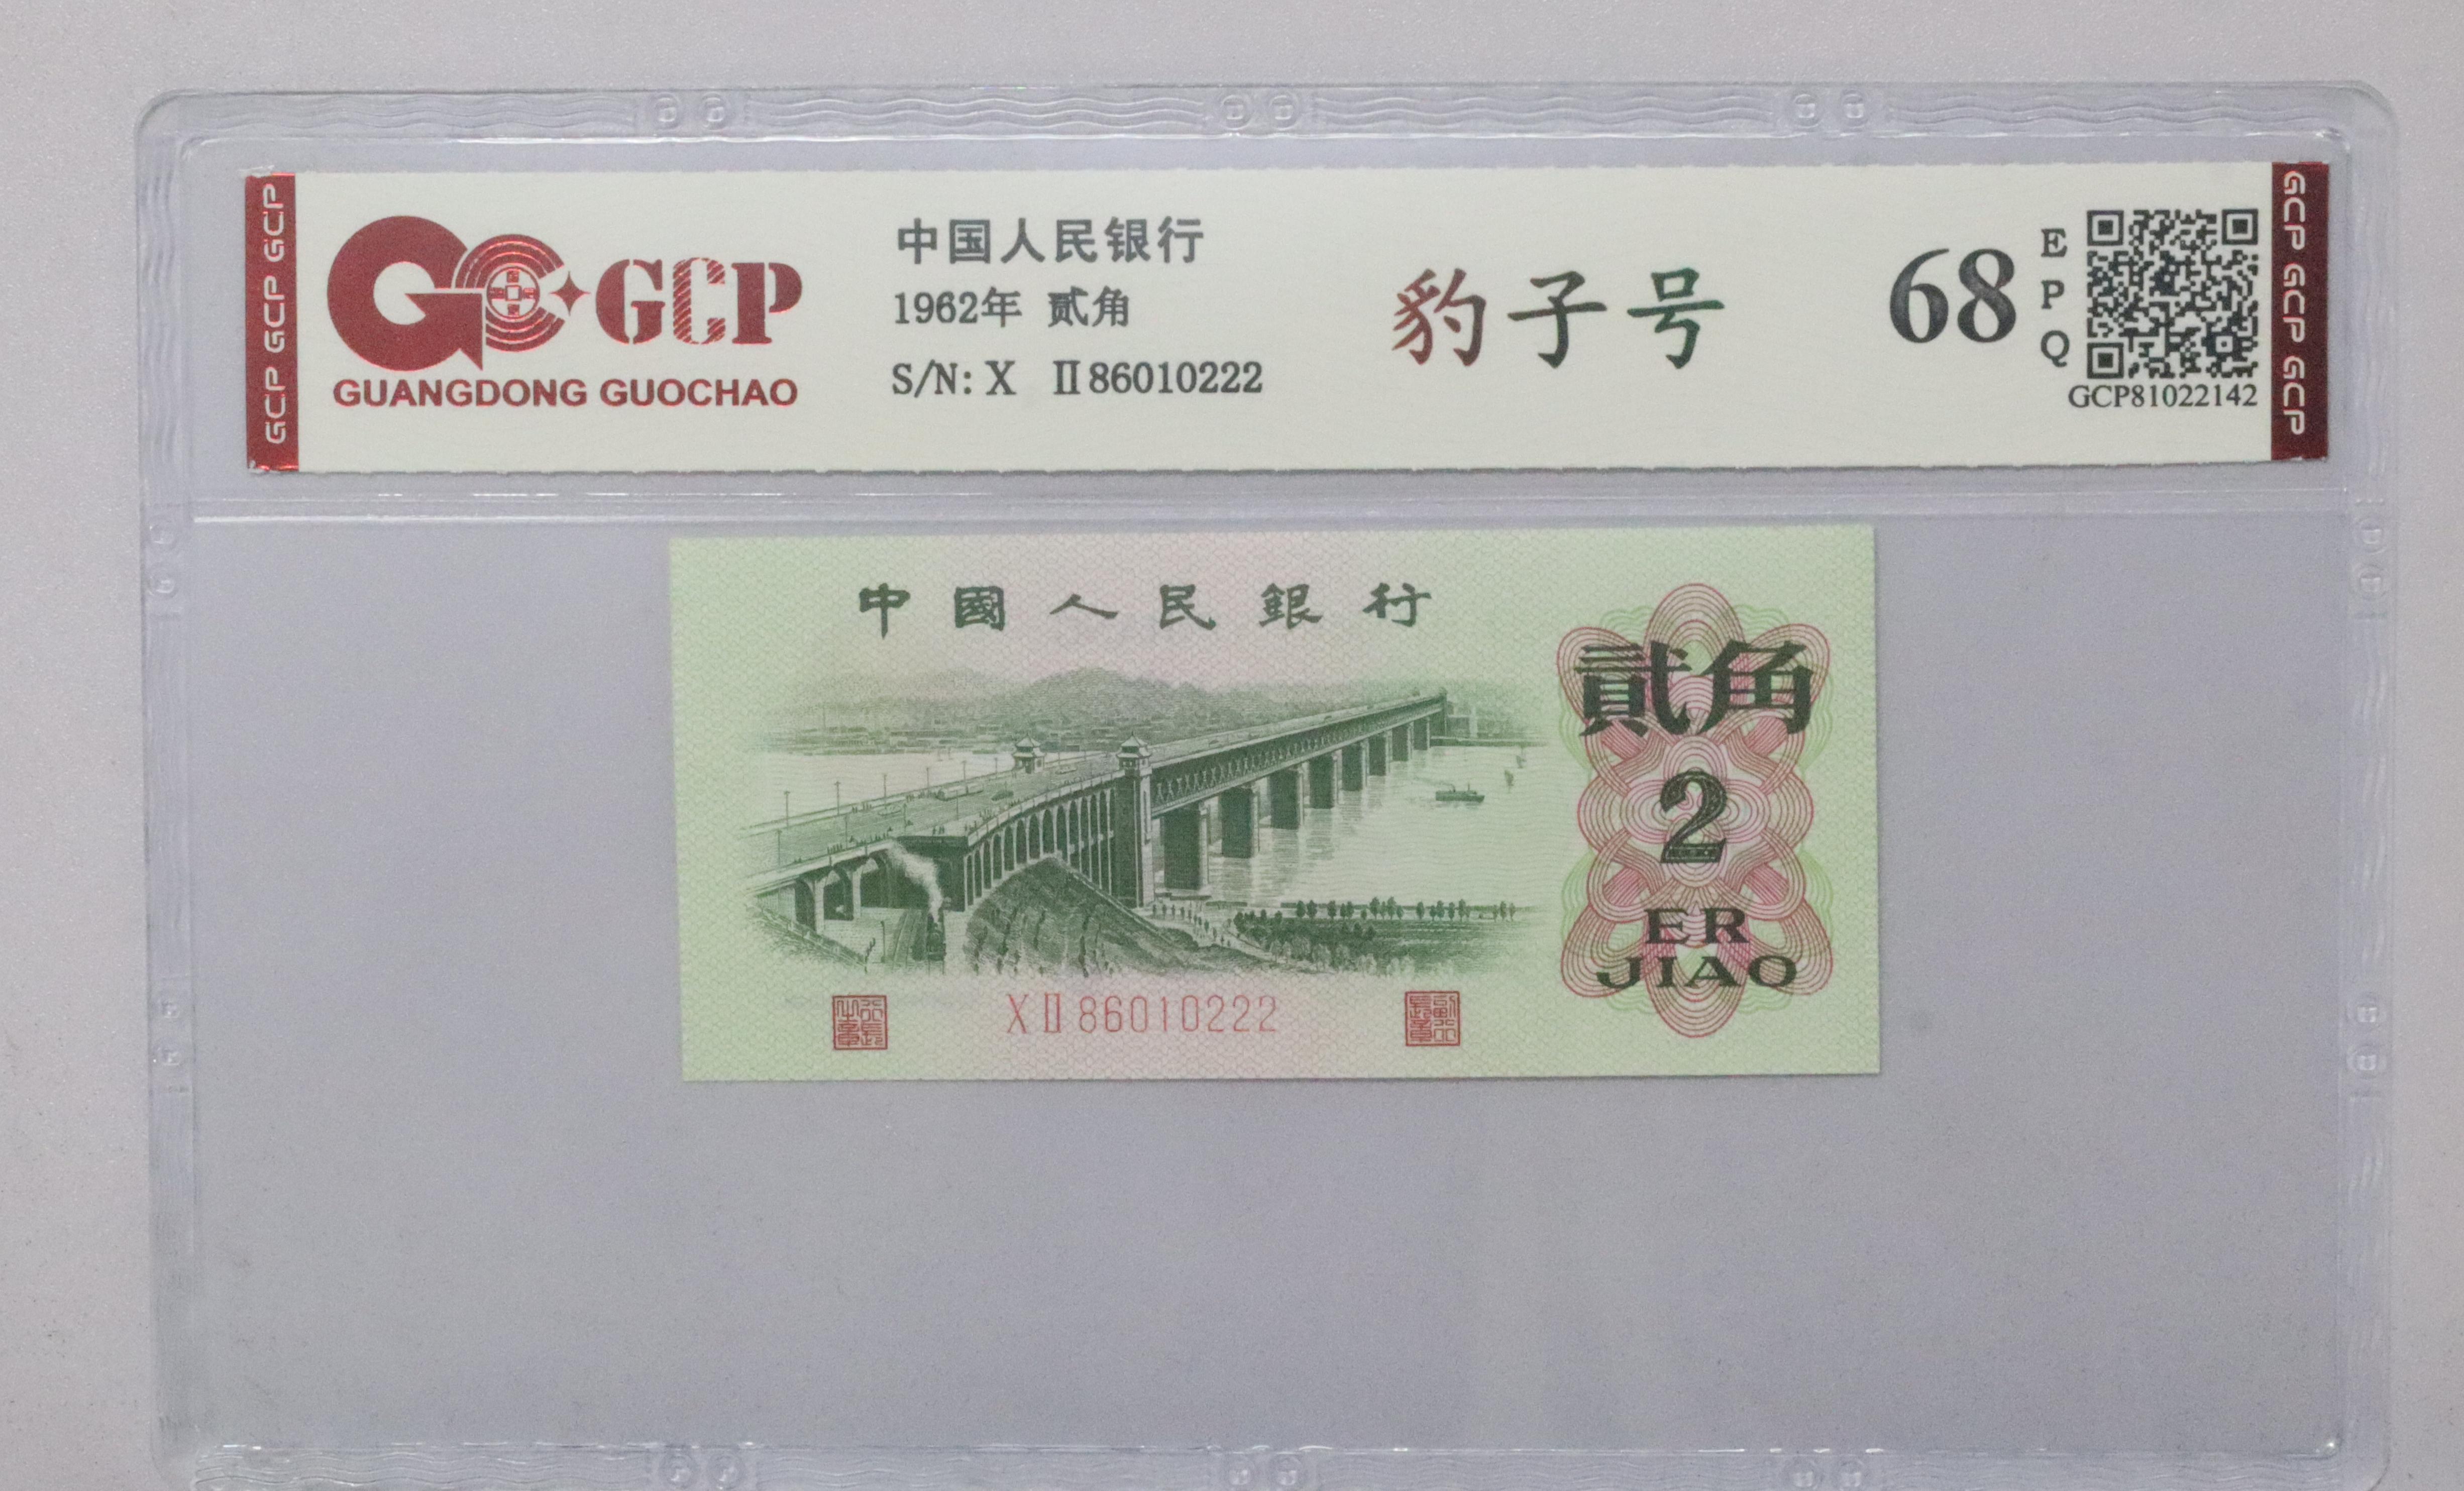 GCP GCP GCP
GCP
GUANGDONG GUOCHAO
中国人民银行
1962年 贰角
S/N: X Ⅱ86010222
豹子号
68
EPQ
GCP81022142
GCP GCP GCP
中國人民銀行
貳角
2
ER
JIAO
XⅡ86010222